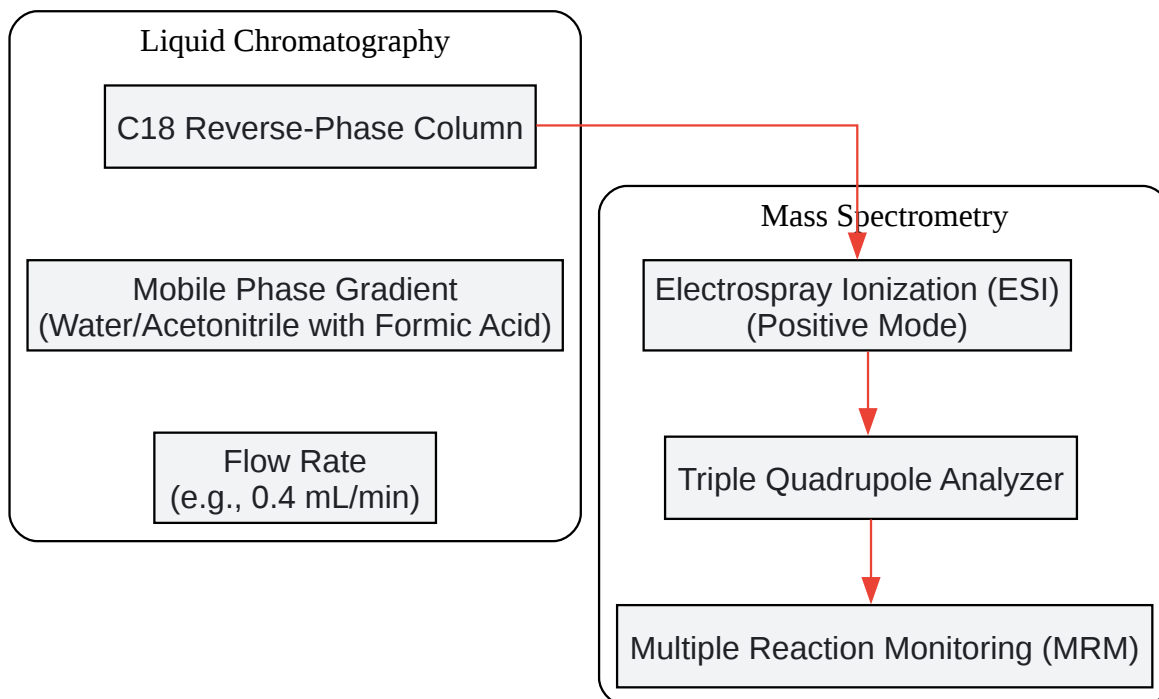 Liquid Chromatography
C18 Reverse-Phase Column
Mobile Phase Gradient
(Water/Acetonitrile with Formic Acid)
Flow Rate
(e.g., 0.4 mL/min)
Mass Spectrometry
Electrospray Ionization (ESI)
(Positive Mode)
Triple Quadrupole Analyzer
Multiple Reaction Monitoring (MRM)